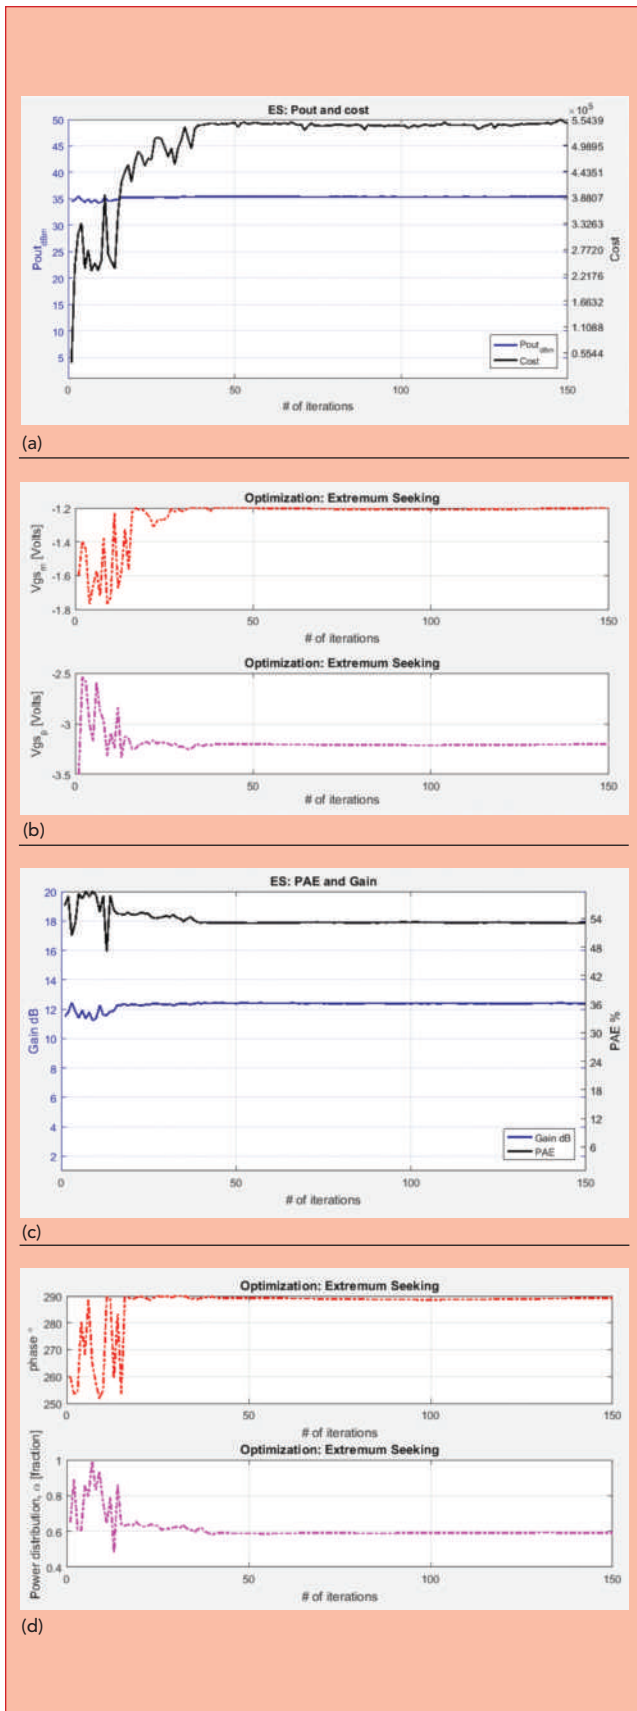 ES: Pout and cost
×10⁵
50 45 40 35 30 25 20 15 10 5
Pout_dBm
5.5439 4.9895 4.4351 3.8807 3.3263 2.7720 2.2176 1.6632 1.1088 0.5544
Cost
Pout_dBm
Cost
0 50 100 150
# of iterations
(a)
Optimization: Extremum Seeking
-1.2 -1.4 -1.6 -1.8
Vgs_m [Volts]
0 50 100 150
# of iterations
Optimization: Extremum Seeking
-2.5 -3 -3.5
Vgs_p [Volts]
0 50 100 150
# of iterations
(b)
ES: PAE and Gain
20 18 16 14 12 10 8 6 4 2
Gain dB
54 48 42 36 30 24 18 12 6
PAE %
Gain dB
PAE
0 50 100 150
# of iterations
(c)
Optimization: Extremum Seeking
290 280 270 260 250
phase °
0 50 100 150
# of iterations
Optimization: Extremum Seeking
1 0.8 0.6 0.4
Power distribution, α [fraction]
0 50 100 150
# of iterations
(d)